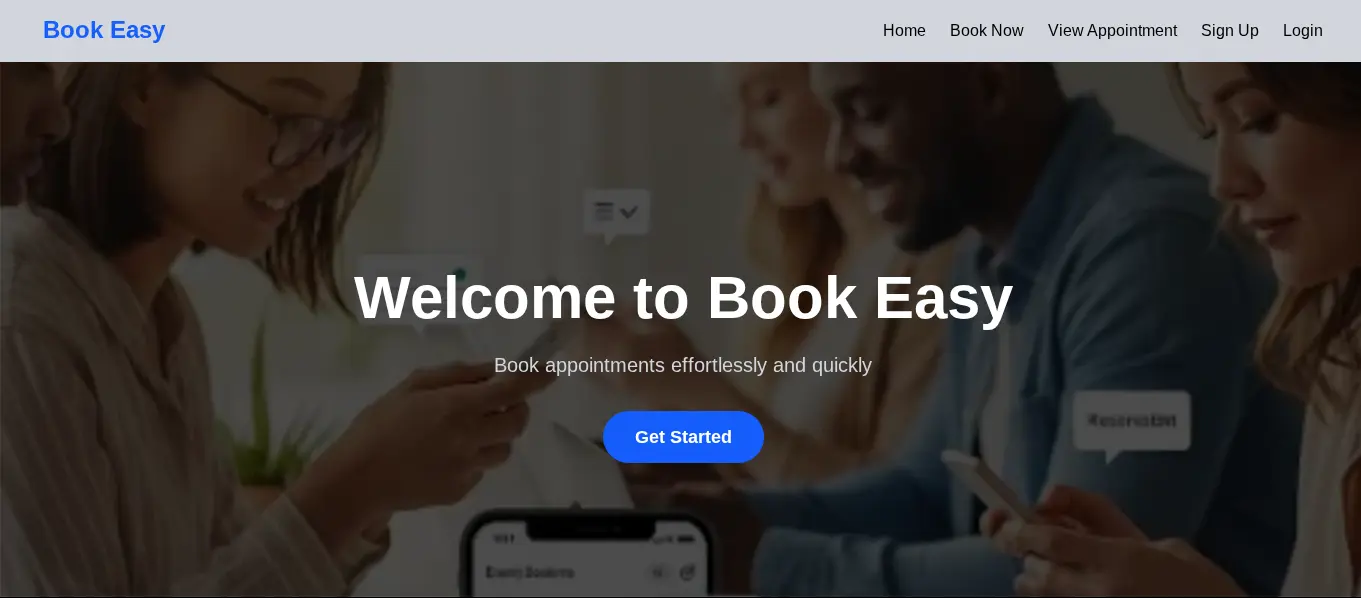 Book Easy
Home Book Now View Appointment Sign Up Login
Welcome to Book Easy
Book appointments effortlessly and quickly
Get Started